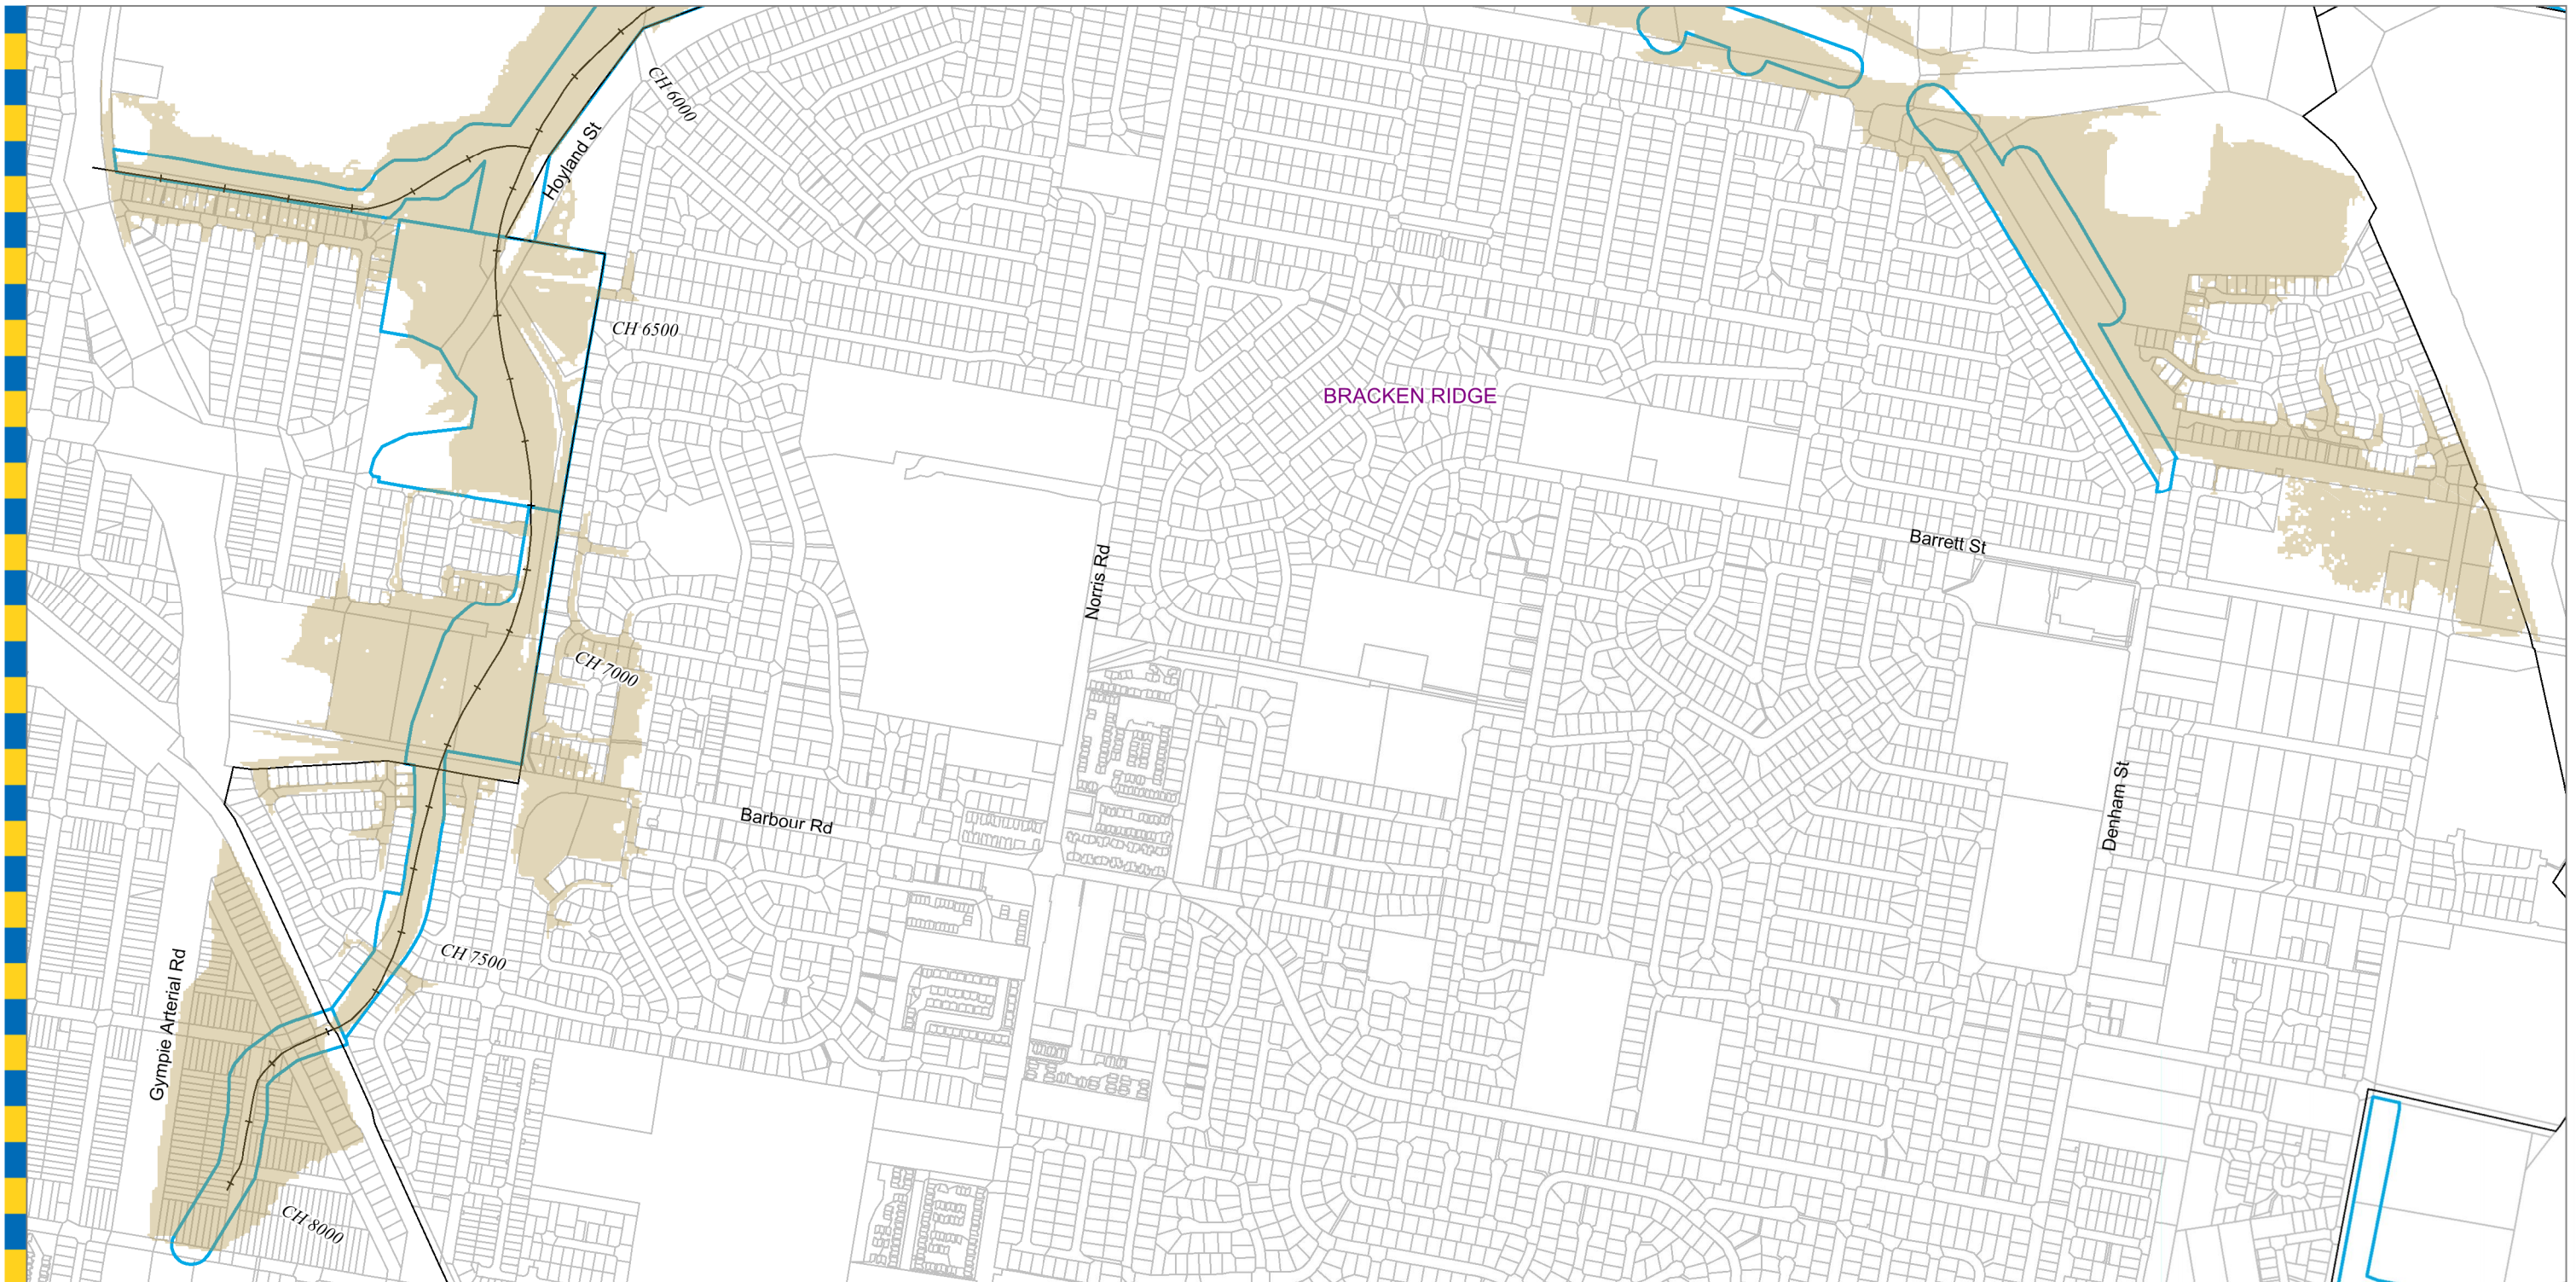 CH 6000
Hoyland St
CH 6500
BRACKEN RIDGE
Barrett St
Norris Rd
CH 7000
Barbour Rd
Denham St
CH 7500
Gympie Arterial Rd
CH 8000